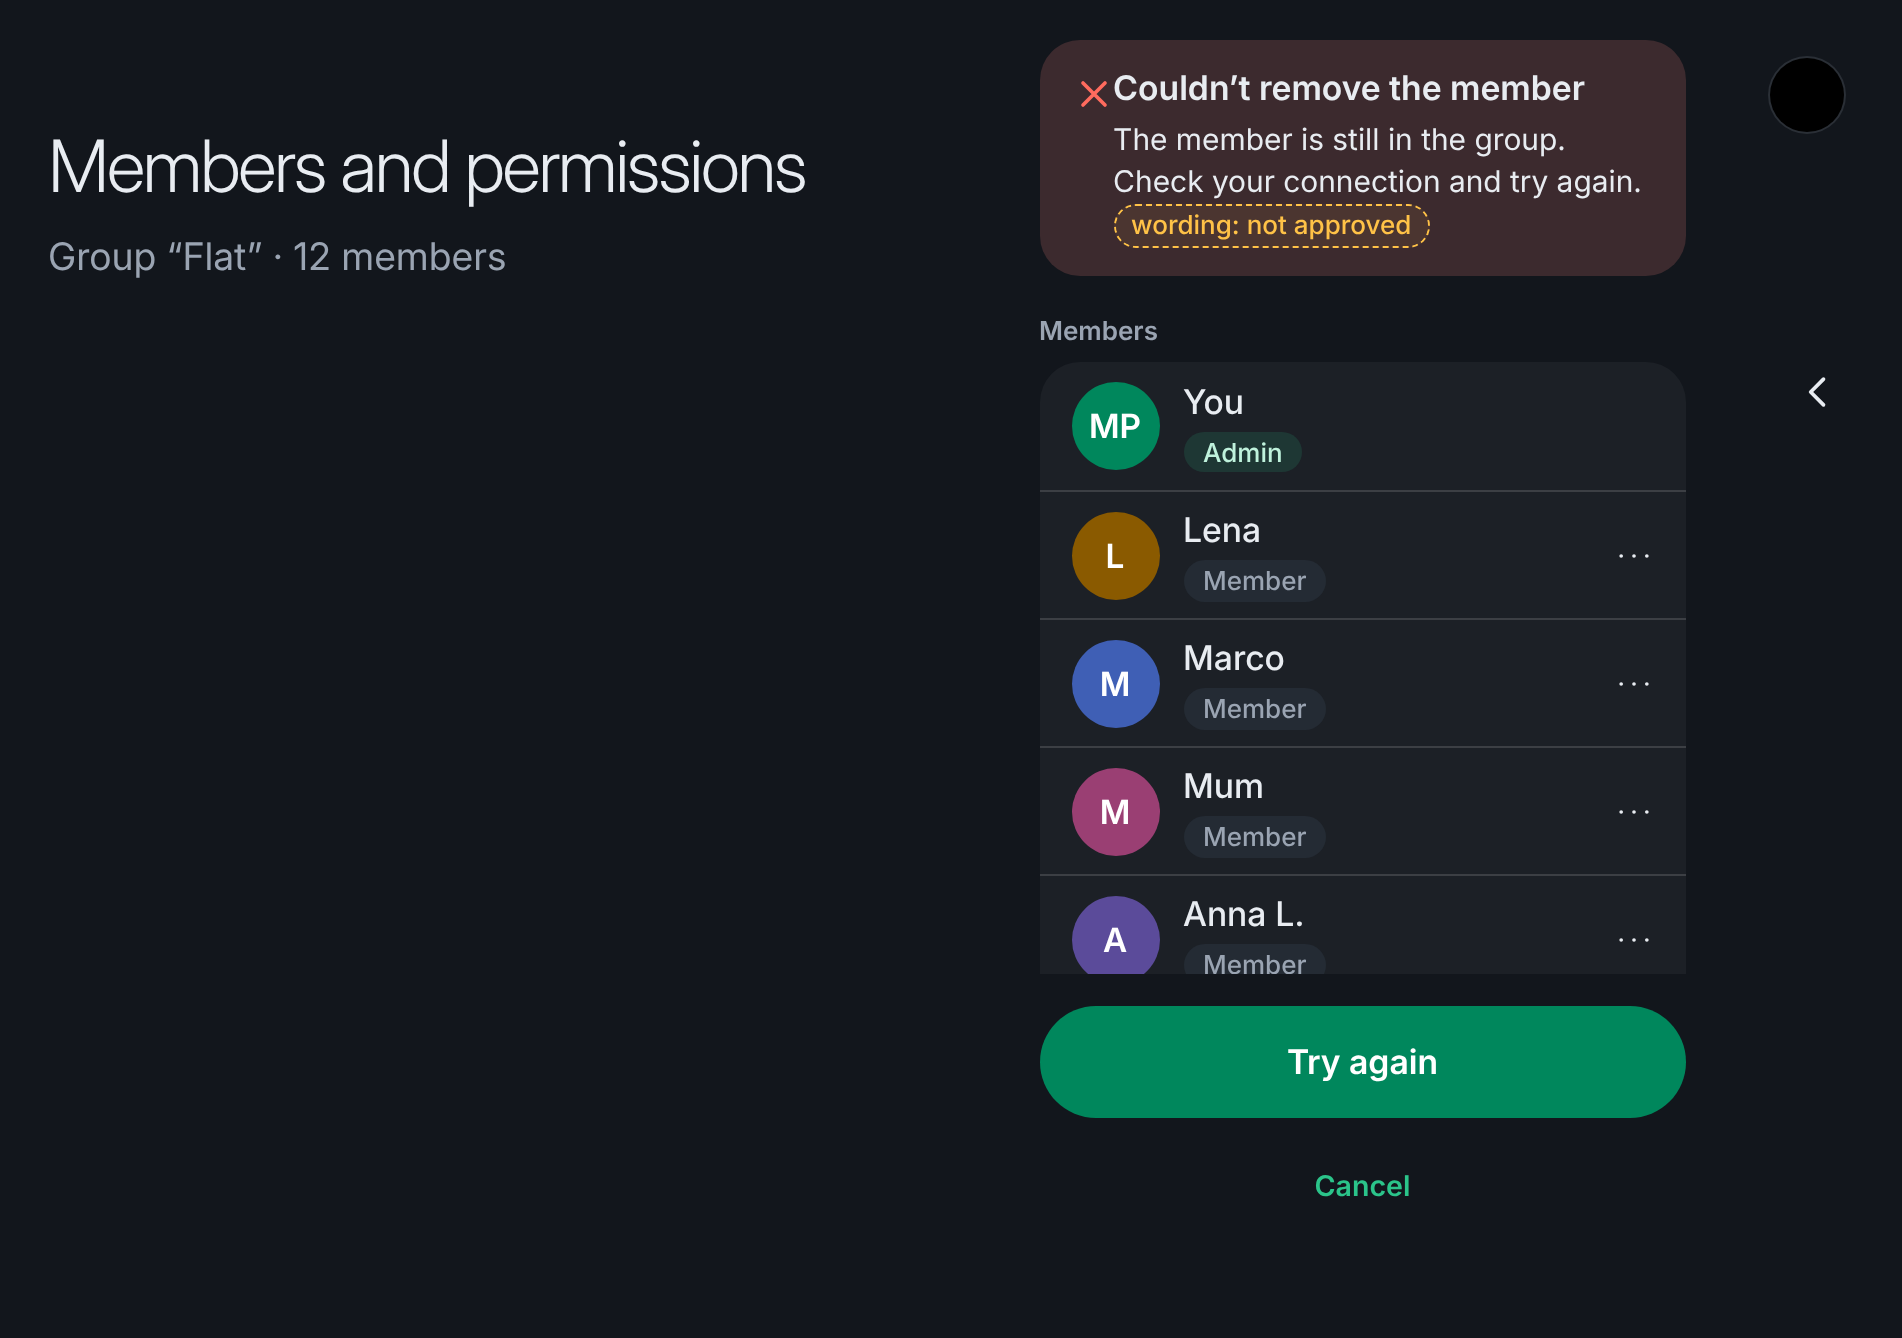 Members and permissions
Group “Flat” · 12 members
Couldn’t remove the member
The member is still in the group.
Check your connection and try again.
wording: not approved
Members
MP
You
Admin
L
Lena
Member
M
Marco
Member
M
Mum
Member
A
Anna L.
Member
Try again
Cancel